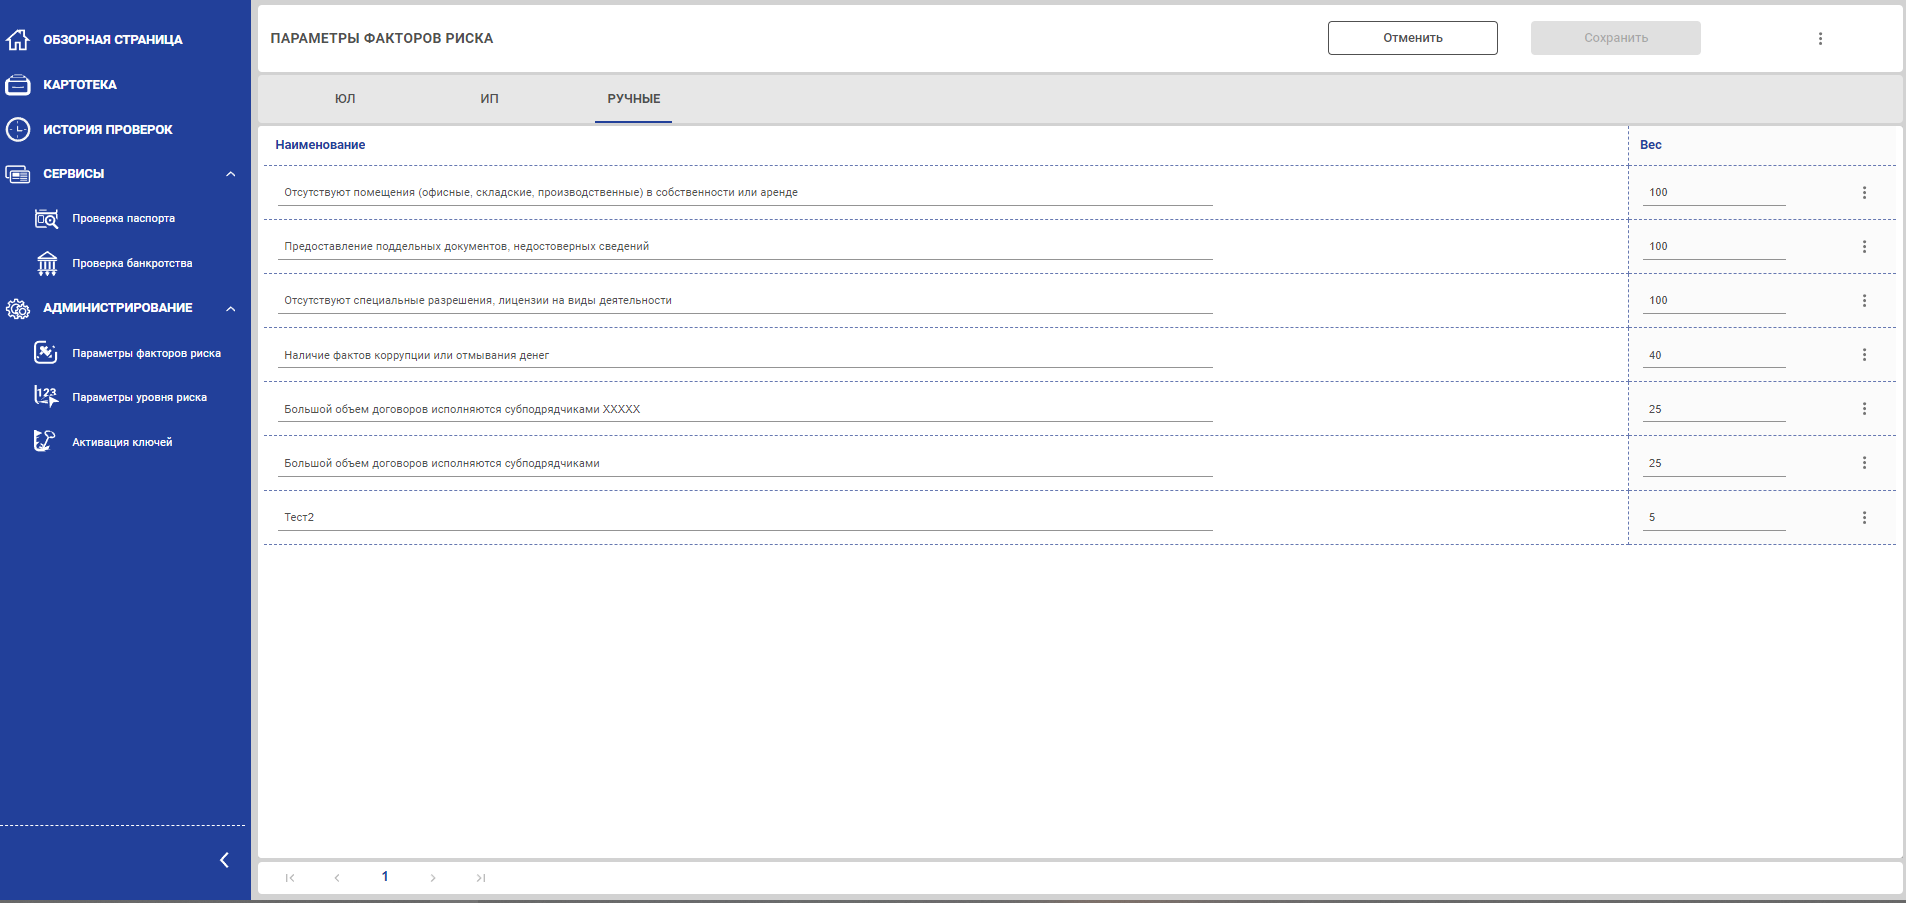 ОБЗОРНАЯ СТРАНИЦА
КАРТОТЕКА
ИСТОРИЯ ПРОВЕРОК
СЕРВИСЫ
Проверка паспорта
Проверка банкротства
АДМИНИСТРИРОВАНИЕ
Параметры факторов риска
123
Параметры уровня риска
Активация ключей
ПАРАМЕТРЫ ФАКТОРОВ РИСКА
Отменить
Сохранить
ЮЛ
ИП
РУЧНЫЕ
Наименование
Вес
Отсутствуют помещения (офисные, складские, производственные) в собственности или аренде
100
Предоставление поддельных документов, недостоверных сведений
100
Отсутствуют специальные разрешения, лицензии на виды деятельности
100
Наличие фактов коррупции или отмывания денег
40
Большой объем договоров исполняются субподрядчиками XXXXX
25
Большой объем договоров исполняются субподрядчиками
25
Тест2
5
1